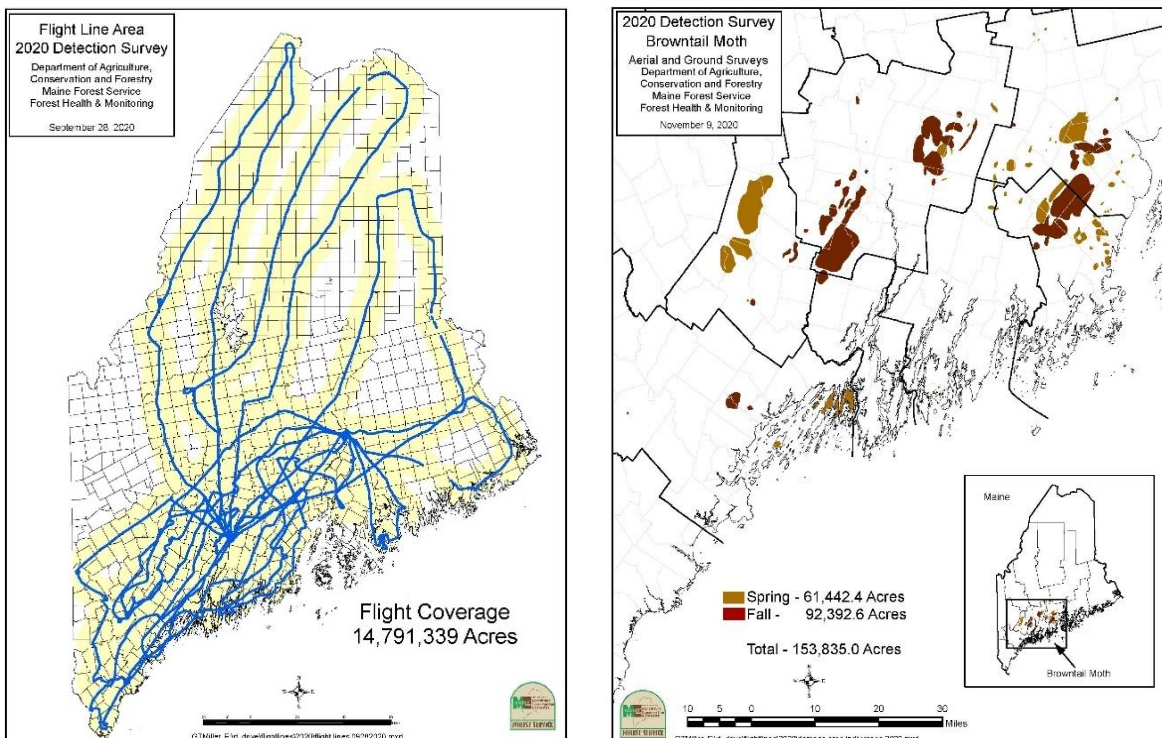 Flight Line Area
2020 Detection Survey
Department of Agriculture,
Conservation and Forestry
Maine Forest Service
Forest Health & Monitoring
September 28, 2020
Flight Coverage
14,791,339 Acres
FOREST SERVICE
2020 Detection Survey
Browntail Moth
Aerial and Ground Sruveys
Department of Agriculture,
Conservation and Forestry
Maine Forest Service
Forest Health & Monitoring
November 9, 2020
Spring - 61,442.4 Acres
Fall - 92,392.6 Acres
Total - 153,835.0 Acres
Maine
Browntail Moth
10 5 0 10 20 30
Miles
FOREST SERVICE